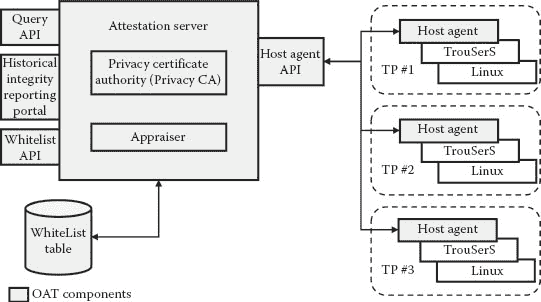 Query
API
Historical
integrity
reporting
portal
Whitelist
API
Attestation server
Privacy certificate
authority (Privacy CA)
Appraiser
Host agent
API
WhiteList
table
OAT components
Host agent
TrouSerS
TP #1
Linux
Host agent
TrouSerS
TP #2
Linux
Host agent
TrouSerS
TP #3
Linux